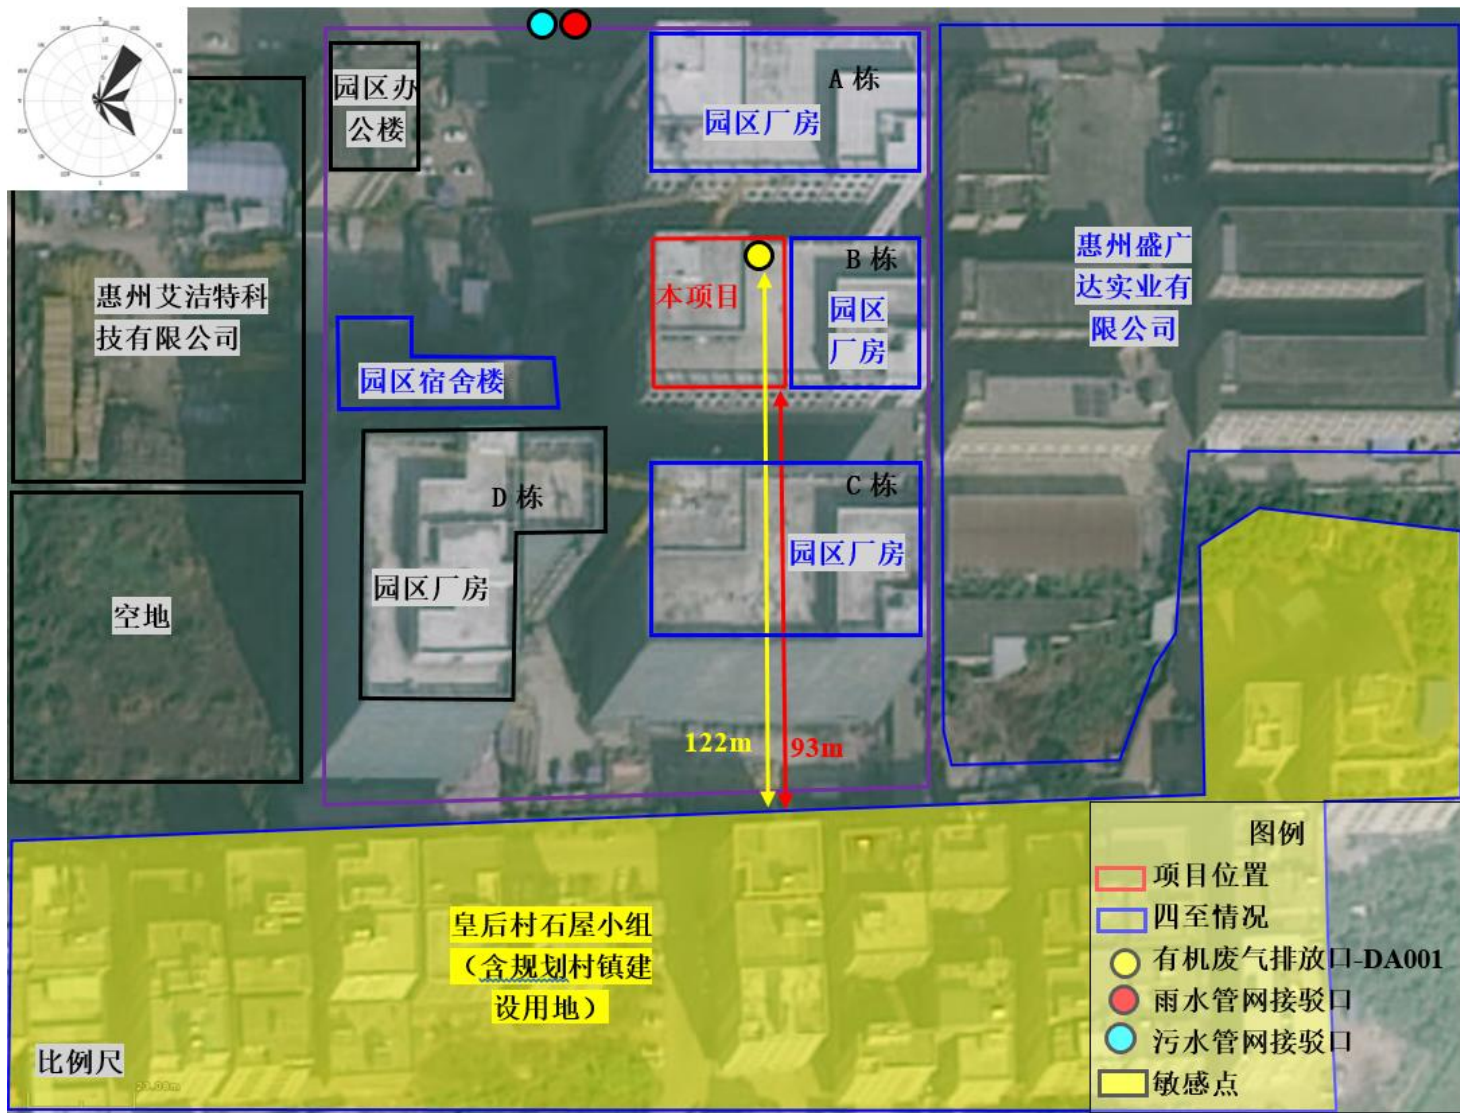 园区办
公楼
A 栋
园区厂房
惠州艾洁特科
技有限公司
本项目
B 栋
园区
厂房
惠州盛广
达实业有
限公司
园区宿舍楼
D 栋
园区厂房
C 栋
园区厂房
空地
122m
93m
皇后村石屋小组
（含规划村镇建
设用地）
比例尺
23.08m
图例
项目位置
四至情况
有机废气排放口-DA001
雨水管网接驳口
污水管网接驳口
敏感点